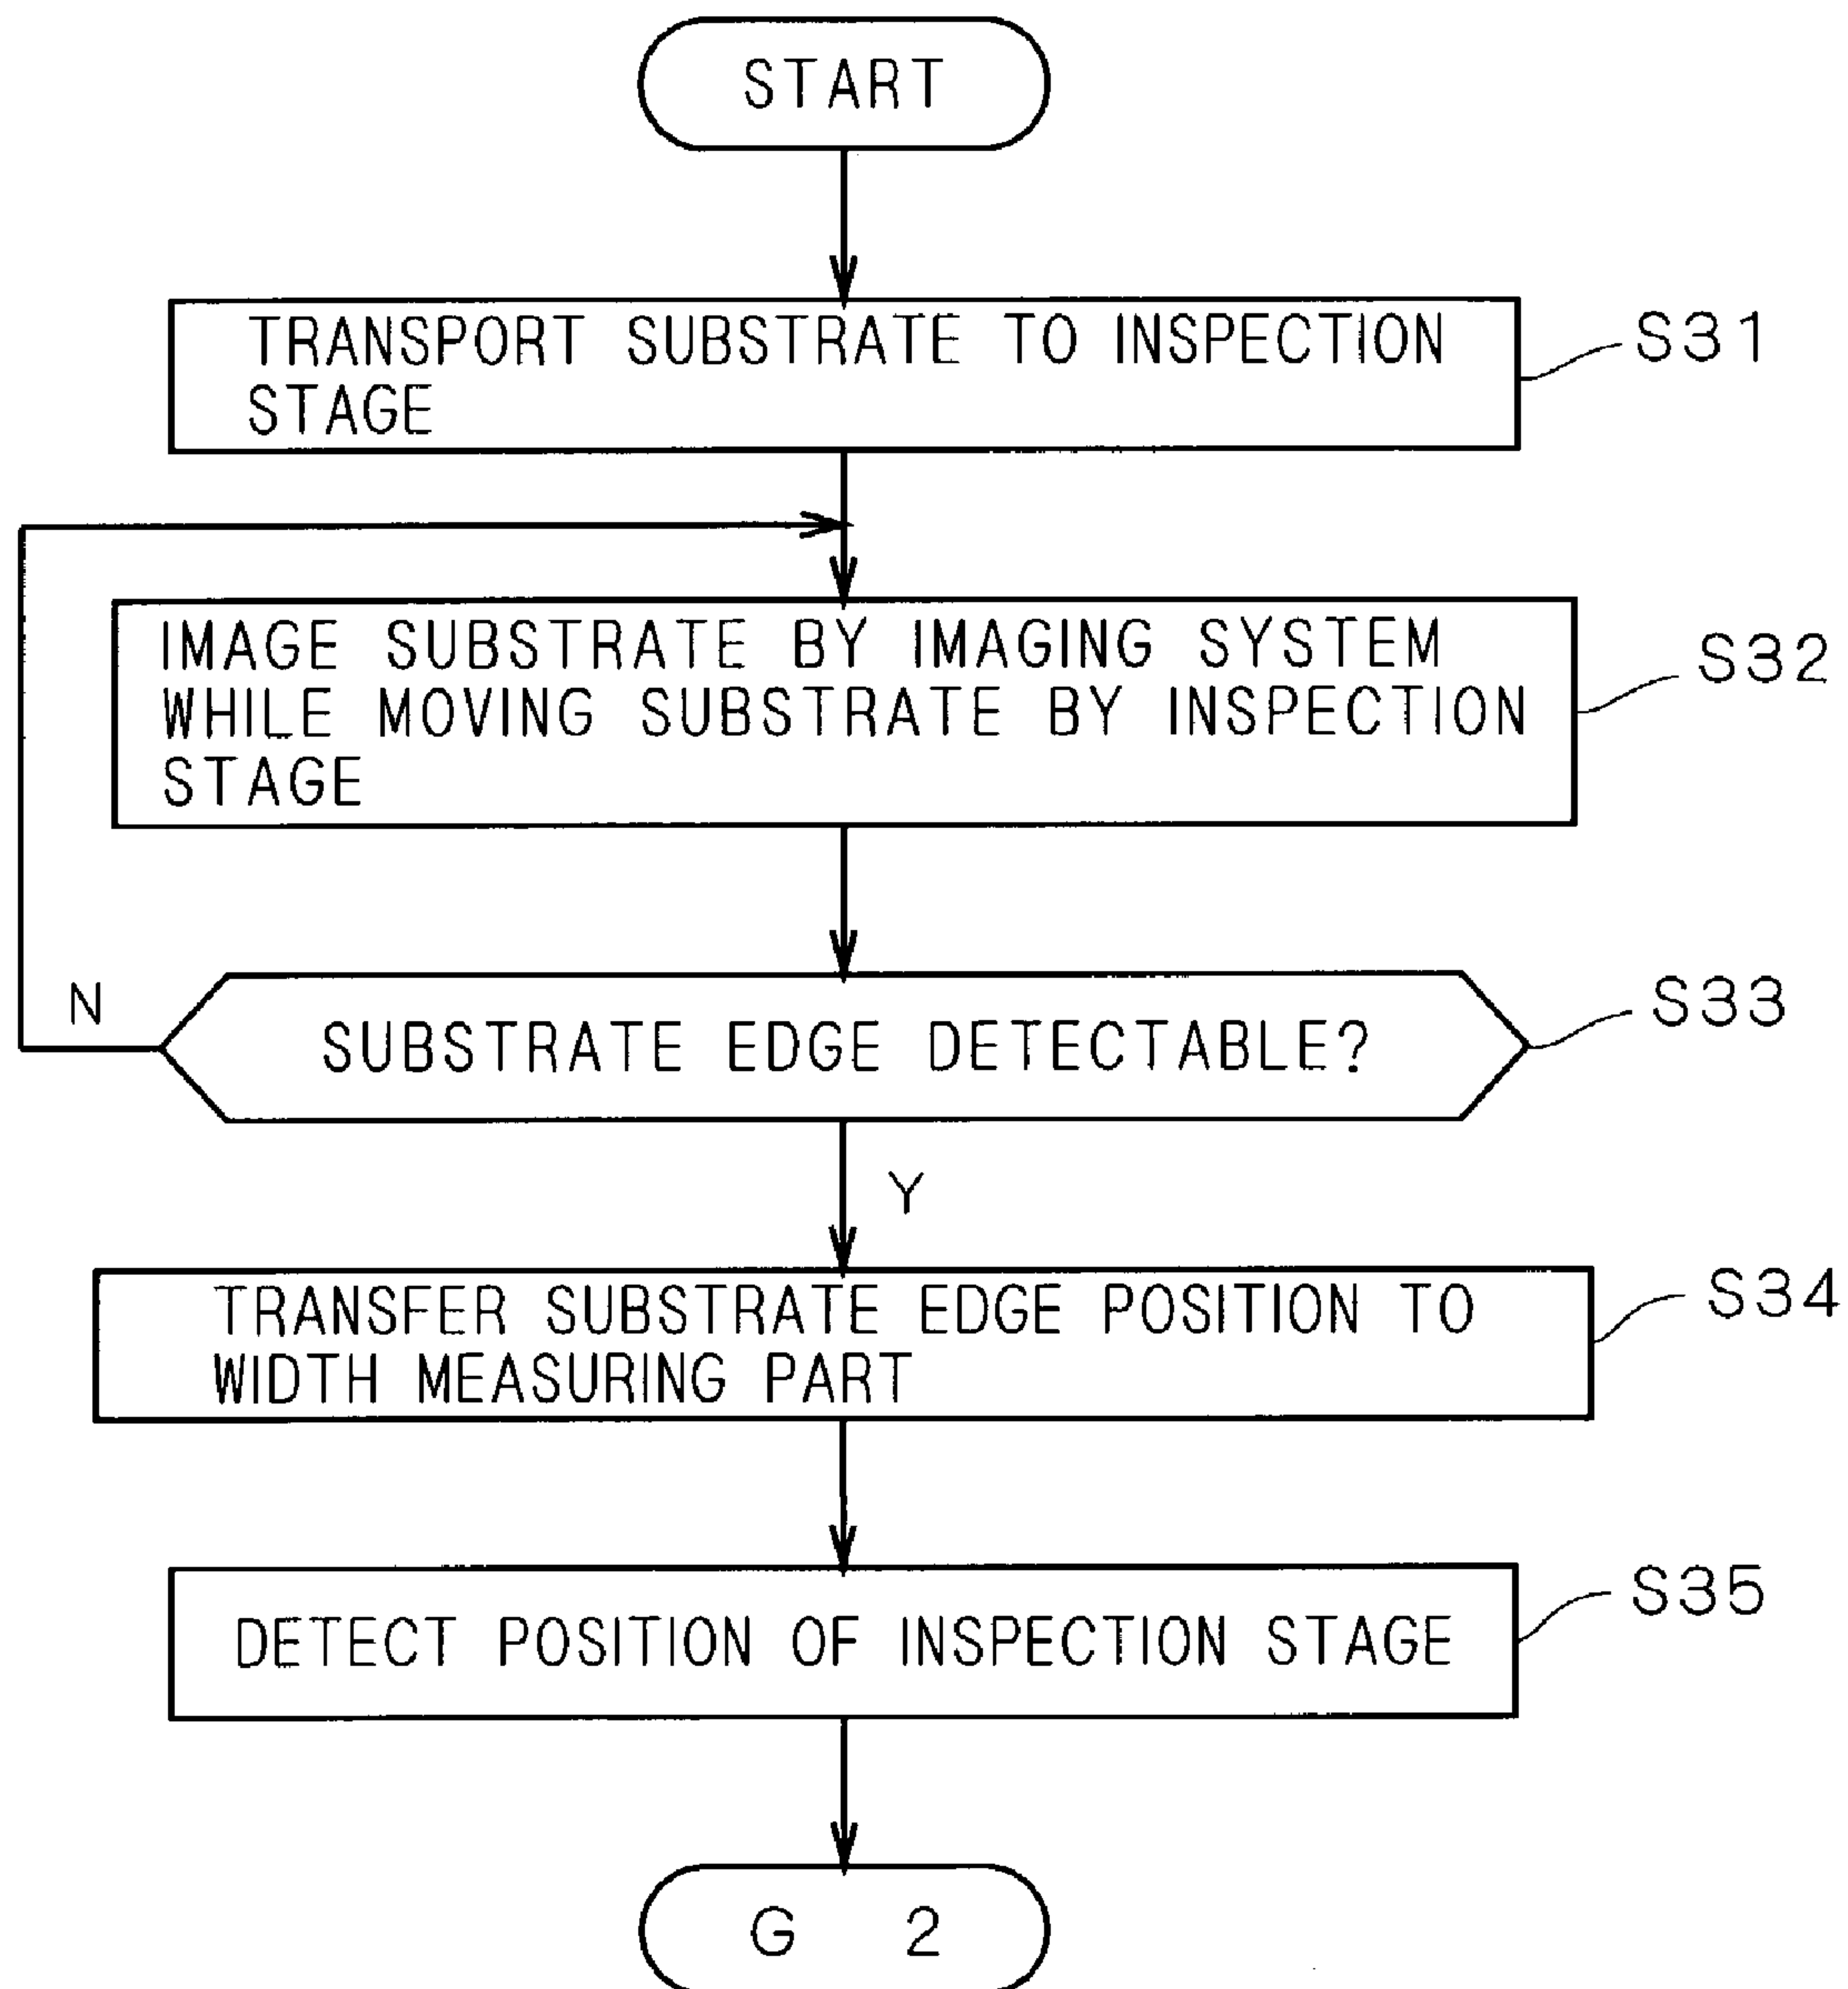 START
TRANSPORT SUBSTRATE TO INSPECTION
STAGE
S31
IMAGE SUBSTRATE BY IMAGING SYSTEM
WHILE MOVING SUBSTRATE BY INSPECTION
STAGE
S32
N
SUBSTRATE EDGE DETECTABLE?
S33
Y
TRANSFER SUBSTRATE EDGE POSITION TO
WIDTH MEASURING PART
S34
DETECT POSITION OF INSPECTION STAGE
S35
G 2